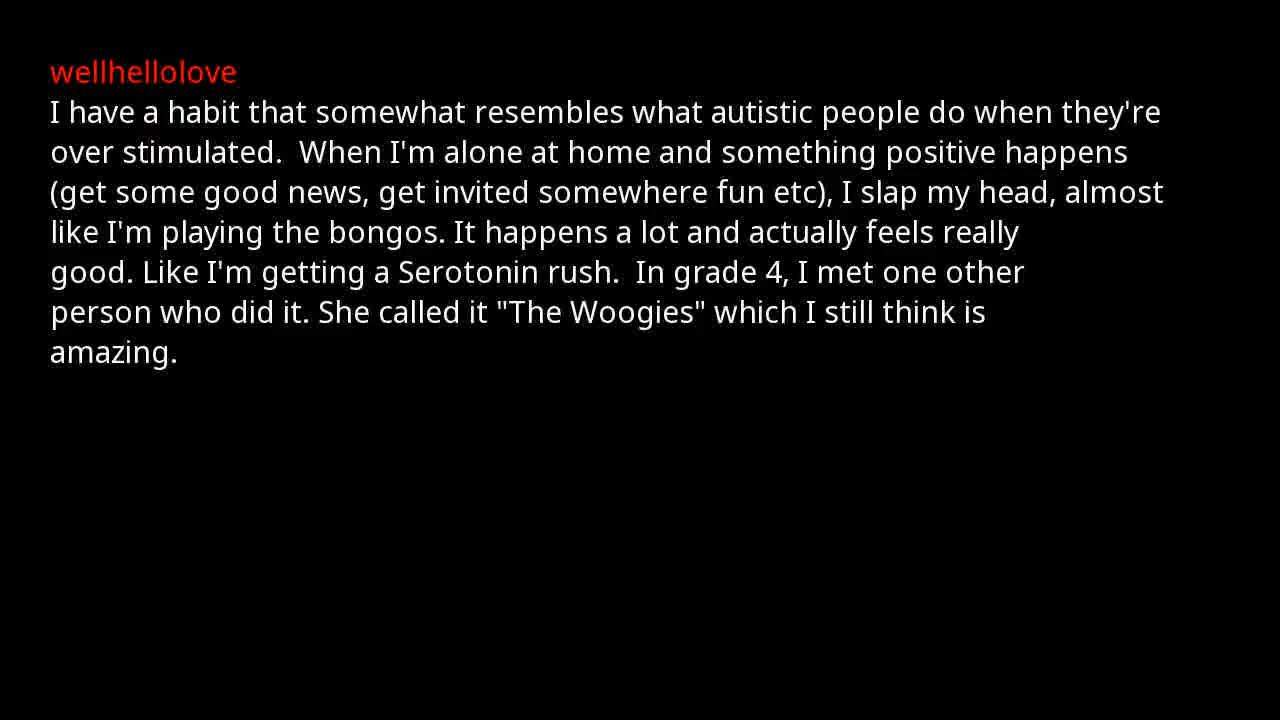 wellhellolove
I have a habit that somewhat resembles what autistic people do when they're
over stimulated.  When I'm alone at home and something positive happens
(get some good news, get invited somewhere fun etc), I slap my head, almost
like I'm playing the bongos. It happens a lot and actually feels really
good. Like I'm getting a Serotonin rush.  In grade 4, I met one other
person who did it. She called it "The Woogies" which I still think is
amazing.